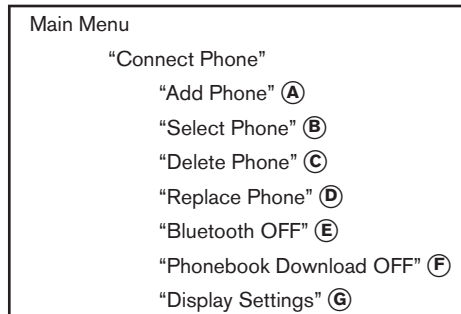 Main Menu
“Connect Phone”
“Add Phone” Ⓐ
“Select Phone” Ⓑ
“Delete Phone” Ⓒ
“Replace Phone” Ⓓ
“Bluetooth OFF” Ⓔ
“Phonebook Download OFF” Ⓕ
“Display Settings” Ⓖ